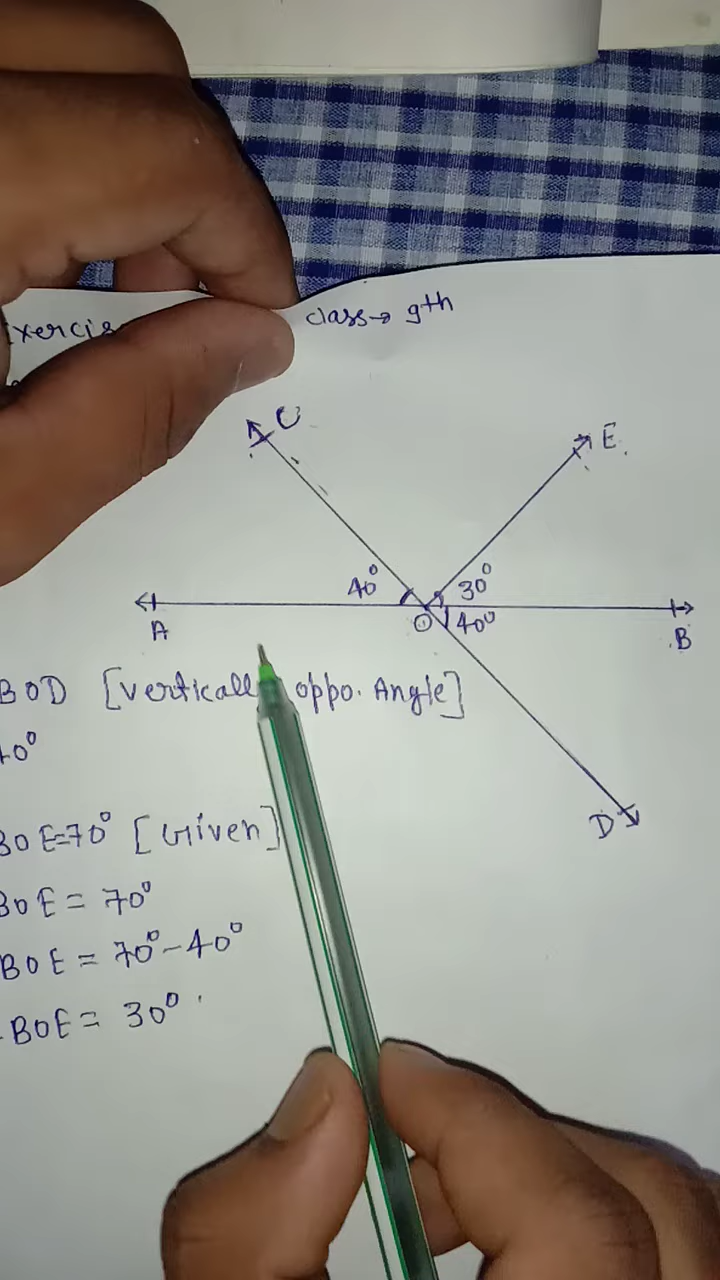 class→ 9th
C
E
40°
30°
A
O
40°
B
BOD [Vertically oppo. Angle]
40°
BOE=70° [Given]
D
BOE = 70°
BOE = 70°-40°
BOE = 30°